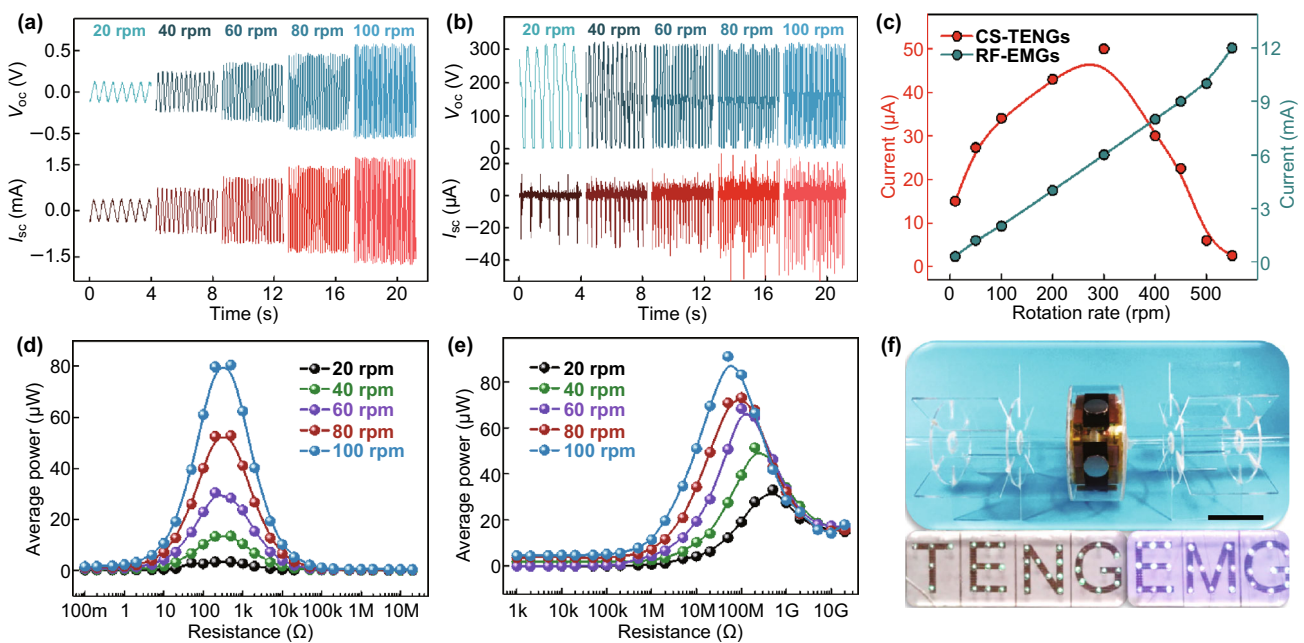 (a)
20 rpm 40 rpm 60 rpm 80 rpm 100 rpm
Voc (V)
0.5
0.0
−0.5
Isc (mA)
1.5
0.0
−1.5
0 4 8 12 16 20
Time (s)
(b)
20 rpm 40 rpm 60 rpm 80 rpm 100 rpm
Voc (V)
300
200
100
0
Isc (µA)
20
0
−20
−40
0 4 8 12 16 20
Time (s)
(c)
CS-TENGs
RF-EMGs
Current (µA)
50
40
30
20
10
0
Current (mA)
12
9
6
3
0
0 100 200 300 400 500
Rotation rate (rpm)
(d)
20 rpm
40 rpm
60 rpm
80 rpm
100 rpm
Average power (µW)
80
60
40
20
0
100m 1 10 100 1k 10k 100k 1M 10M
Resistance (Ω)
(e)
20 rpm
40 rpm
60 rpm
80 rpm
100 rpm
Average power (µW)
80
60
40
20
0
1k 10k 100k 1M 10M 100M 1G 10G
Resistance (Ω)
(f)
TENG EMG